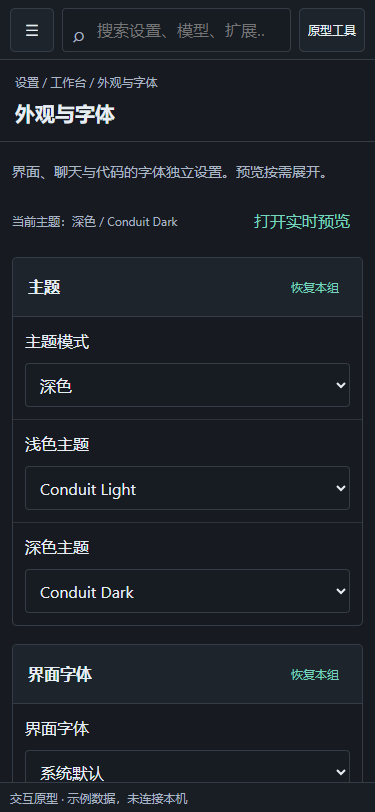 ☰
搜索设置、模型、扩展..
原型工具
设置 / 工作台 / 外观与字体
外观与字体
界面、聊天与代码的字体独立设置。预览按需展开。
当前主题：深色 / Conduit Dark
打开实时预览
主题
恢复本组
主题模式
深色
浅色主题
Conduit Light
深色主题
Conduit Dark
界面字体
恢复本组
界面字体
系统默认
交互原型 · 示例数据，未连接本机